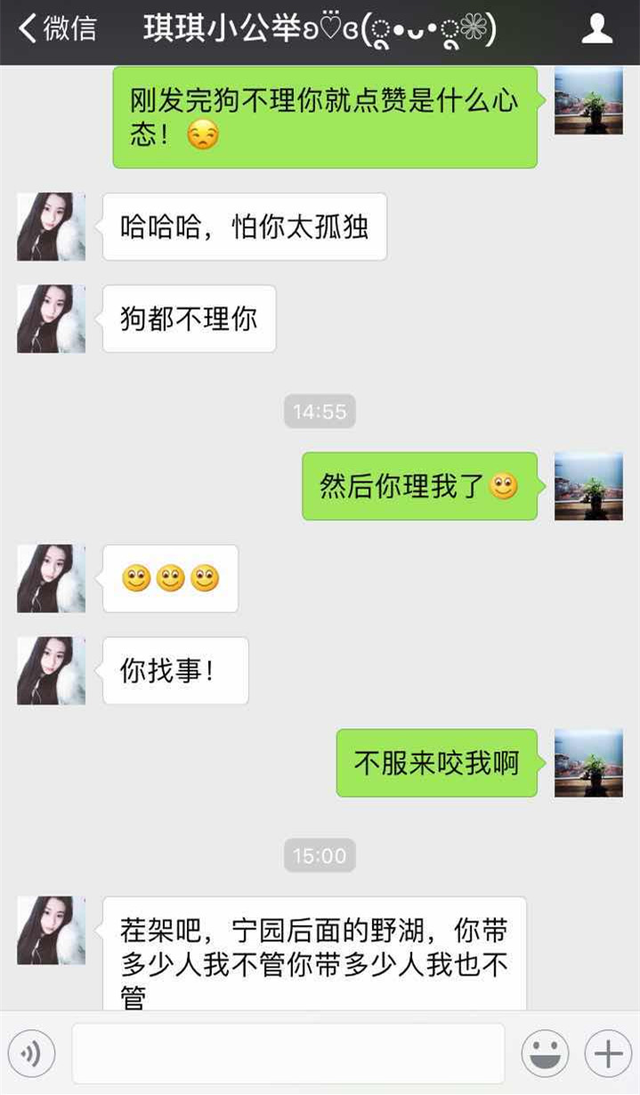 微信
琪琪小公举ʚ♡̈ɞ(ृ•ᴗ•ृ❁)
刚发完狗不理你就点赞是什么心
态！😒
哈哈哈，怕你太孤独
狗都不理你
14:55
然后你理我了🙂
🙂🙂🙂
你找事！
不服来咬我啊
15:00
茬架吧，宁园后面的野湖，你带
多少人我不管你带多少人我也不
管